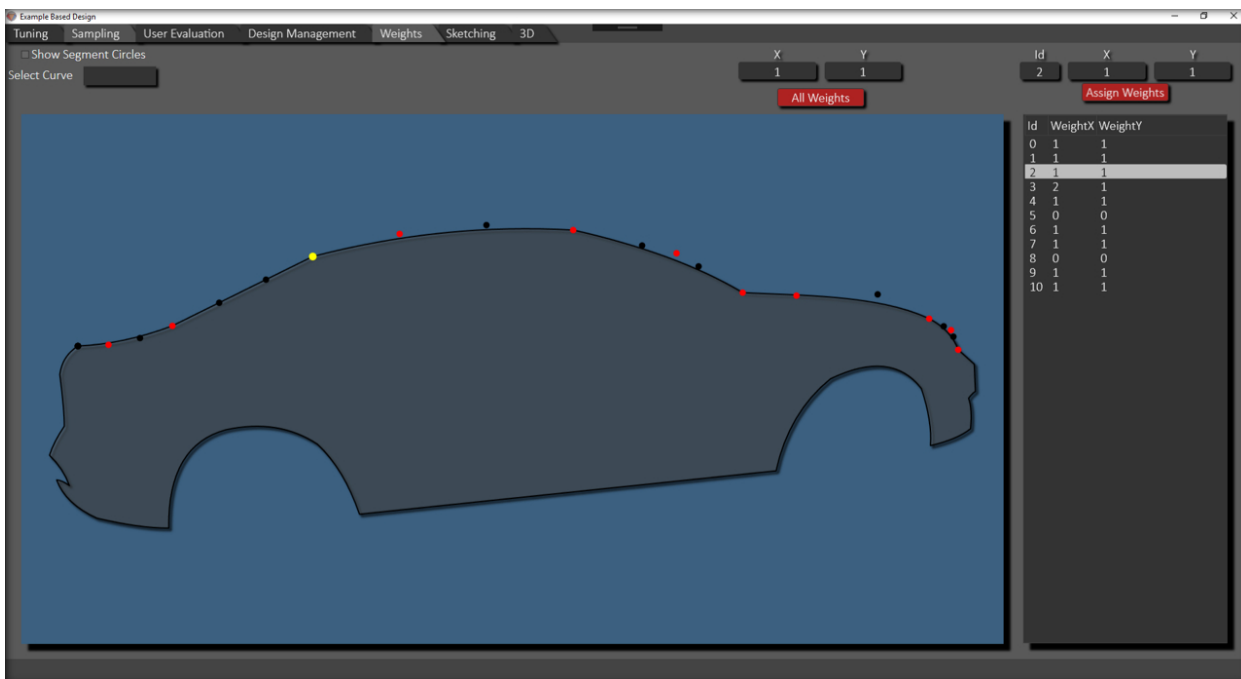 Example Based Design
Tuning Sampling User Evaluation Design Management Weights Sketching 3D
Show Segment Circles
Select Curve
X Y
1 1
All Weights
Id X Y
2 1 1
Assign Weights
Id WeightX WeightY
0 1 1
1 1 1
2 1 1
3 2 1
4 1 1
5 0 0
6 1 1
7 1 1
8 0 0
9 1 1
10 1 1